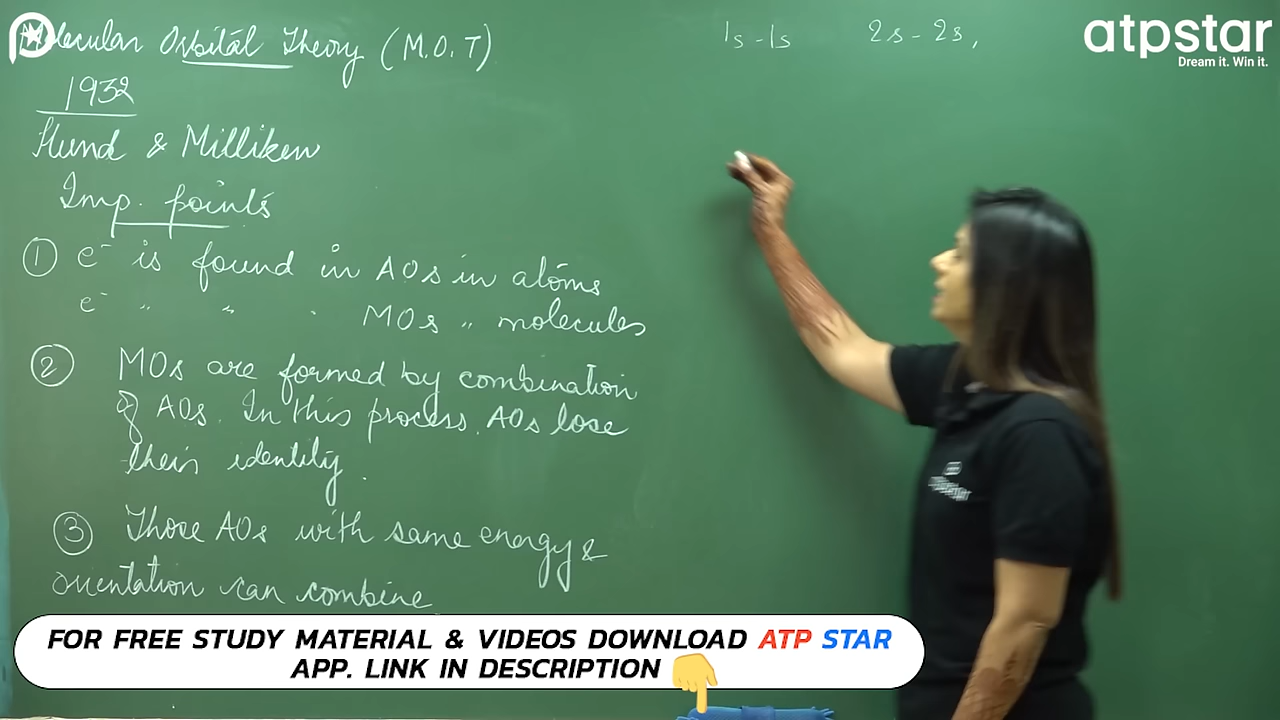 Molecular Orbital Theory (M.O.T)
1932
Hund & Milliken
Imp. points
① e⁻ is found in AOs in atoms
e⁻ " " " MOs " molecules
② MOs are formed by combination
of AOs. In this process AOs lose
their identity.
③ Those AOs with same energy &
orientation can combine
1s-1s 2s-2s,
atpstar
Dream it. Win it.
FOR FREE STUDY MATERIAL & VIDEOS DOWNLOAD ATP STAR
APP. LINK IN DESCRIPTION